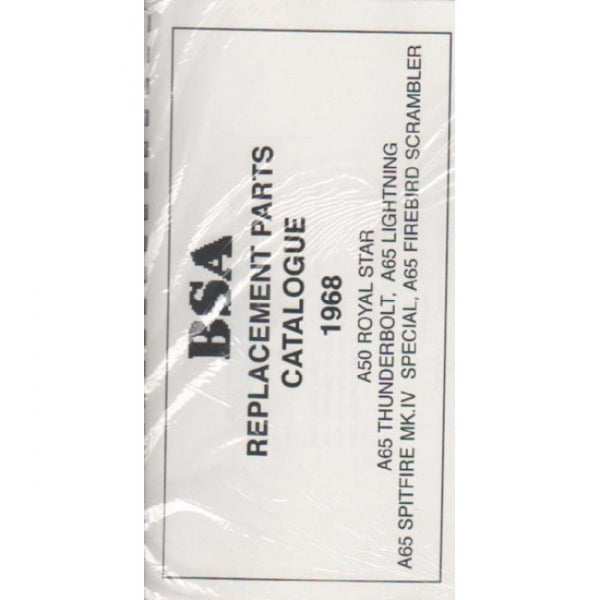 BSA
REPLACEMENT PARTS
CATALOGUE
1968
A50 ROYAL STAR
A65 THUNDERBOLT, A65 LIGHTNING
A65 SPITFIRE MK.IV SPECIAL, A65 FIREBIRD SCRAMBLER